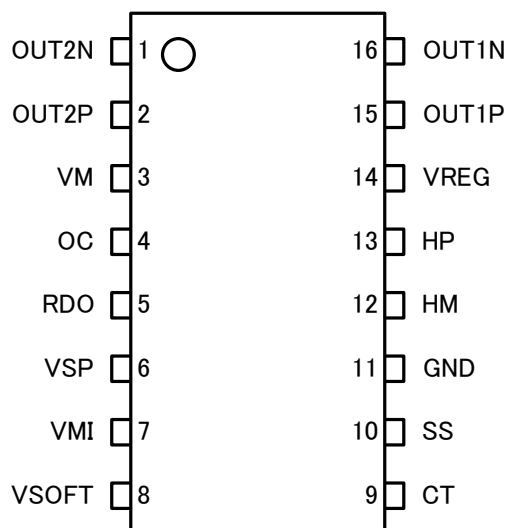 OUT2N 1 16 OUT1N
OUT2P 2 15 OUT1P
VM 3 14 VREG
OC 4 13 HP
RDO 5 12 HM
VSP 6 11 GND
VMI 7 10 SS
VSOFT 8 9 CT